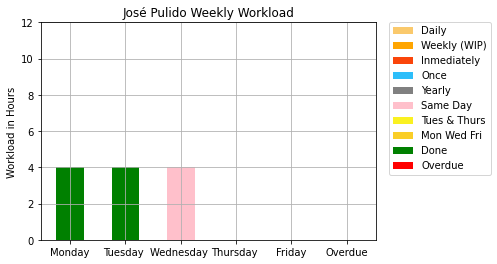 José Pulido Weekly Workload
Workload in Hours
12
10
8
6
4
2
0
Monday
Tuesday
Wednesday
Thursday
Friday
Overdue
Daily
Weekly (WIP)
Inmediately
Once
Yearly
Same Day
Tues & Thurs
Mon Wed Fri
Done
Overdue